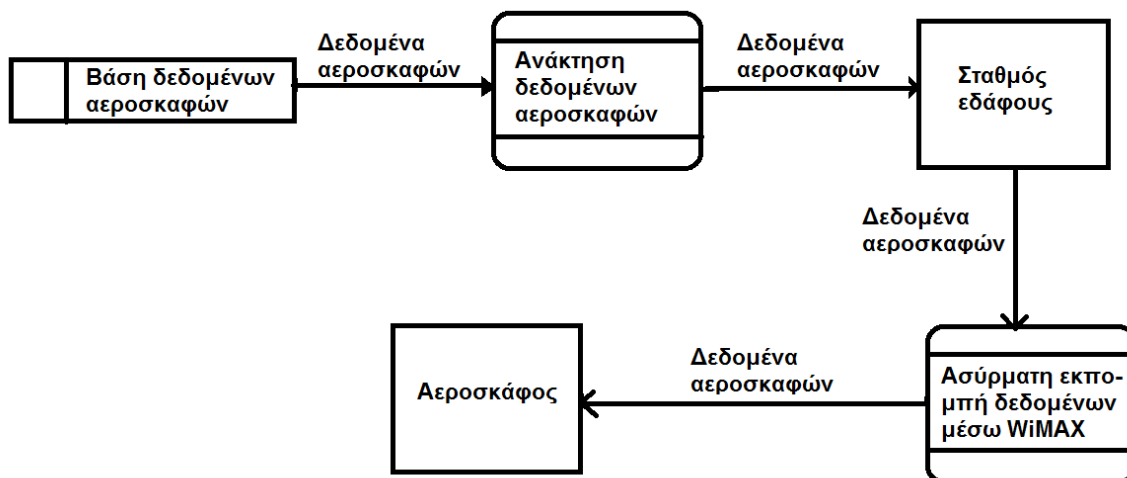 Δεδομένα
αεροσκαφών
Βάση δεδομένων
αεροσκαφών
Ανάκτηση
δεδομένων
αεροσκαφών
Δεδομένα
αεροσκαφών
Σταθμός
εδάφους
Δεδομένα
αεροσκαφών
Ασύρματη εκπο-
μπή δεδομένων
μέσω WiMAX
Δεδομένα
αεροσκαφών
Αεροσκάφος